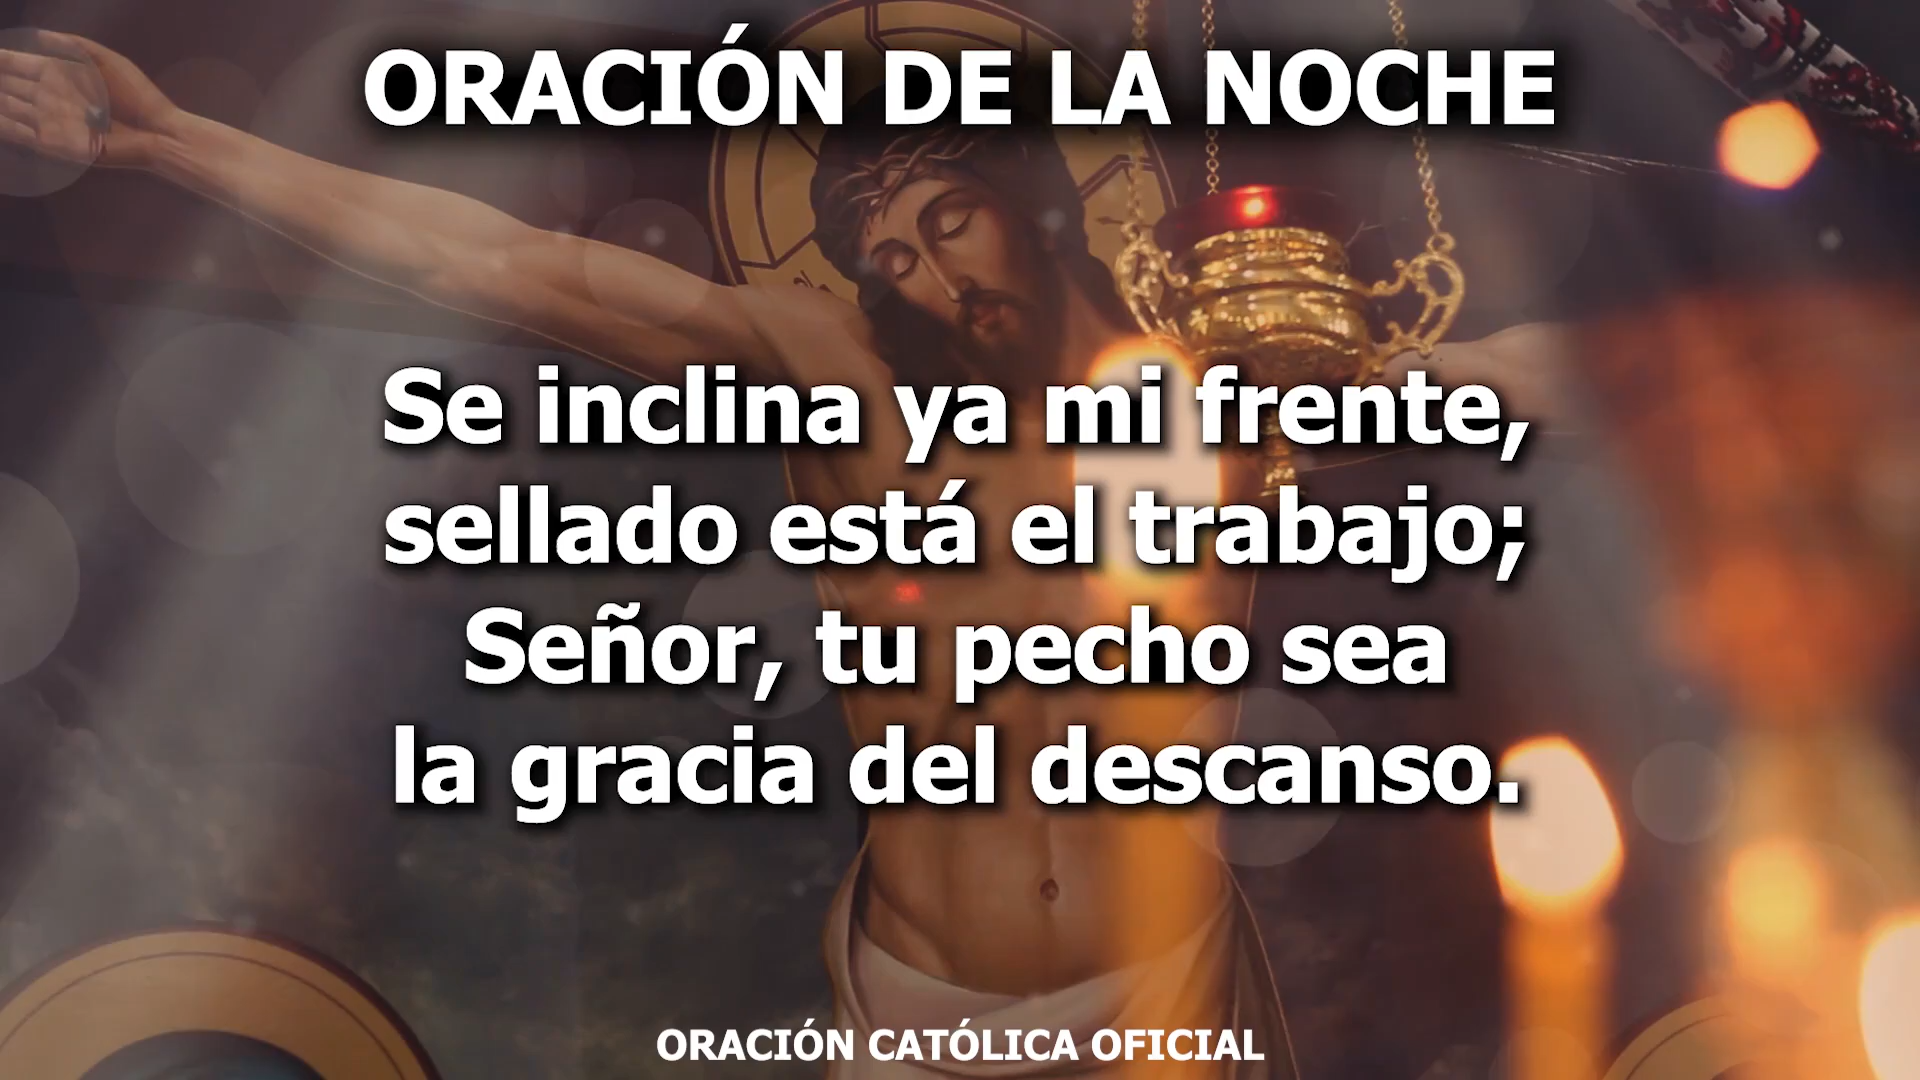 ORACIÓN DE LA NOCHE
Se inclina ya mi frente,
sellado está el trabajo;
Señor, tu pecho sea
la gracia del descanso.
ORACIÓN CATÓLICA OFICIAL